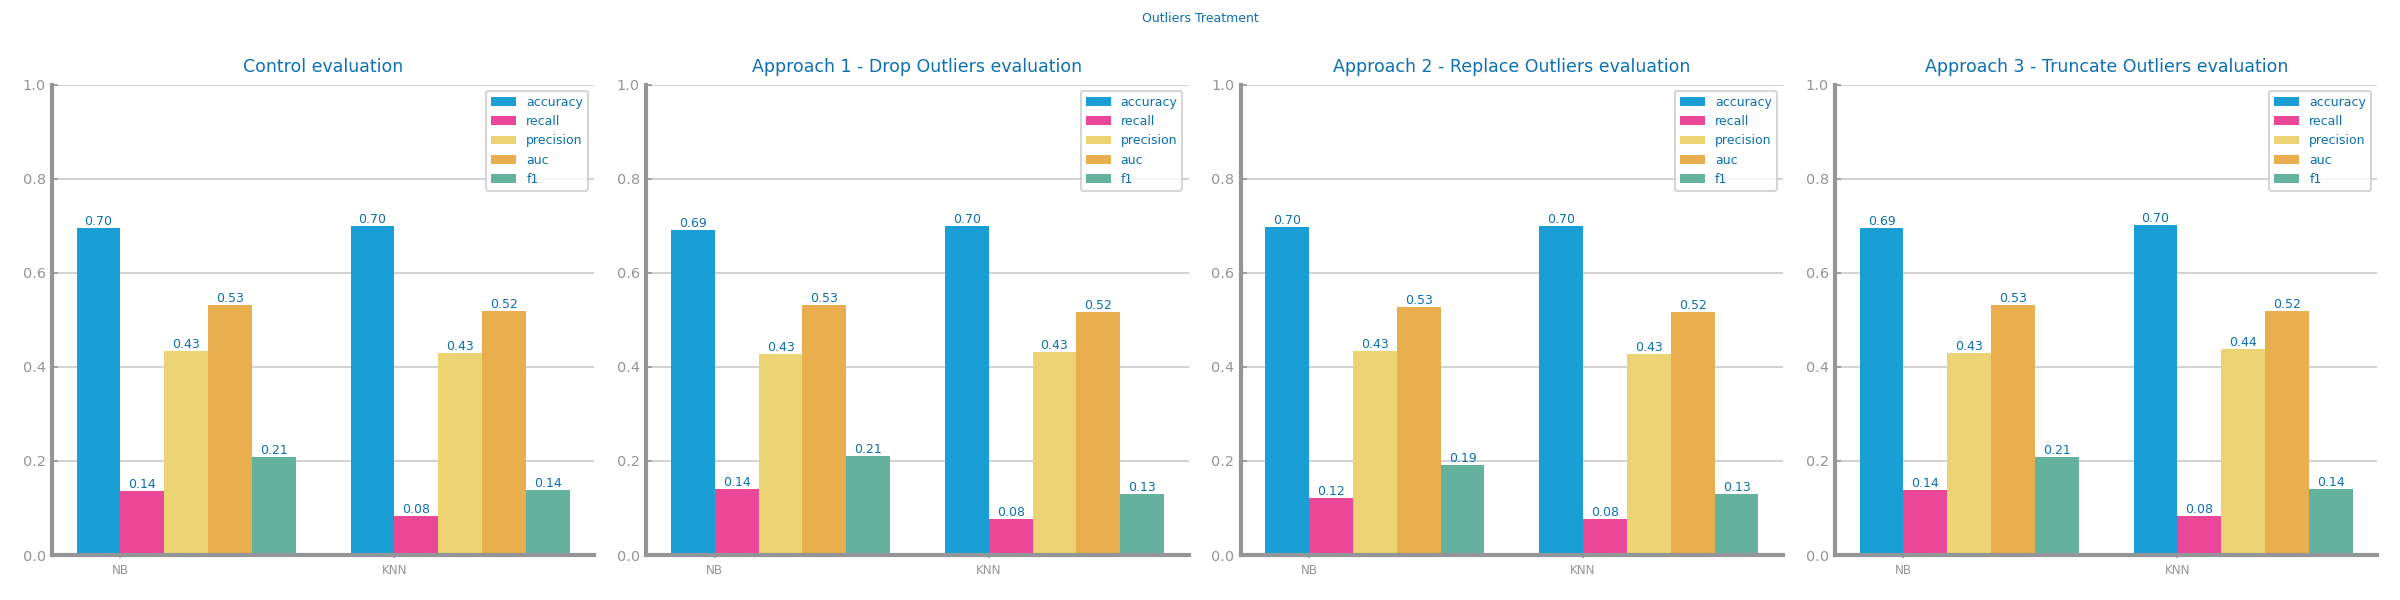 Outliers Treatment
Control evaluation
1.0
0.8
0.6
0.4
0.2
0.0
accuracy
recall
precision
auc
f1
0.70
0.14
0.43
0.53
0.21
0.70
0.08
0.43
0.52
0.14
NB
KNN
Approach 1 - Drop Outliers evaluation
1.0
0.8
0.6
0.4
0.2
0.0
accuracy
recall
precision
auc
f1
0.69
0.14
0.43
0.53
0.21
0.70
0.08
0.43
0.52
0.13
NB
KNN
Approach 2 - Replace Outliers evaluation
1.0
0.8
0.6
0.4
0.2
0.0
accuracy
recall
precision
auc
f1
0.70
0.12
0.43
0.53
0.19
0.70
0.08
0.43
0.52
0.13
NB
KNN
Approach 3 - Truncate Outliers evaluation
1.0
0.8
0.6
0.4
0.2
0.0
accuracy
recall
precision
auc
f1
0.69
0.14
0.43
0.53
0.21
0.70
0.08
0.44
0.52
0.14
NB
KNN